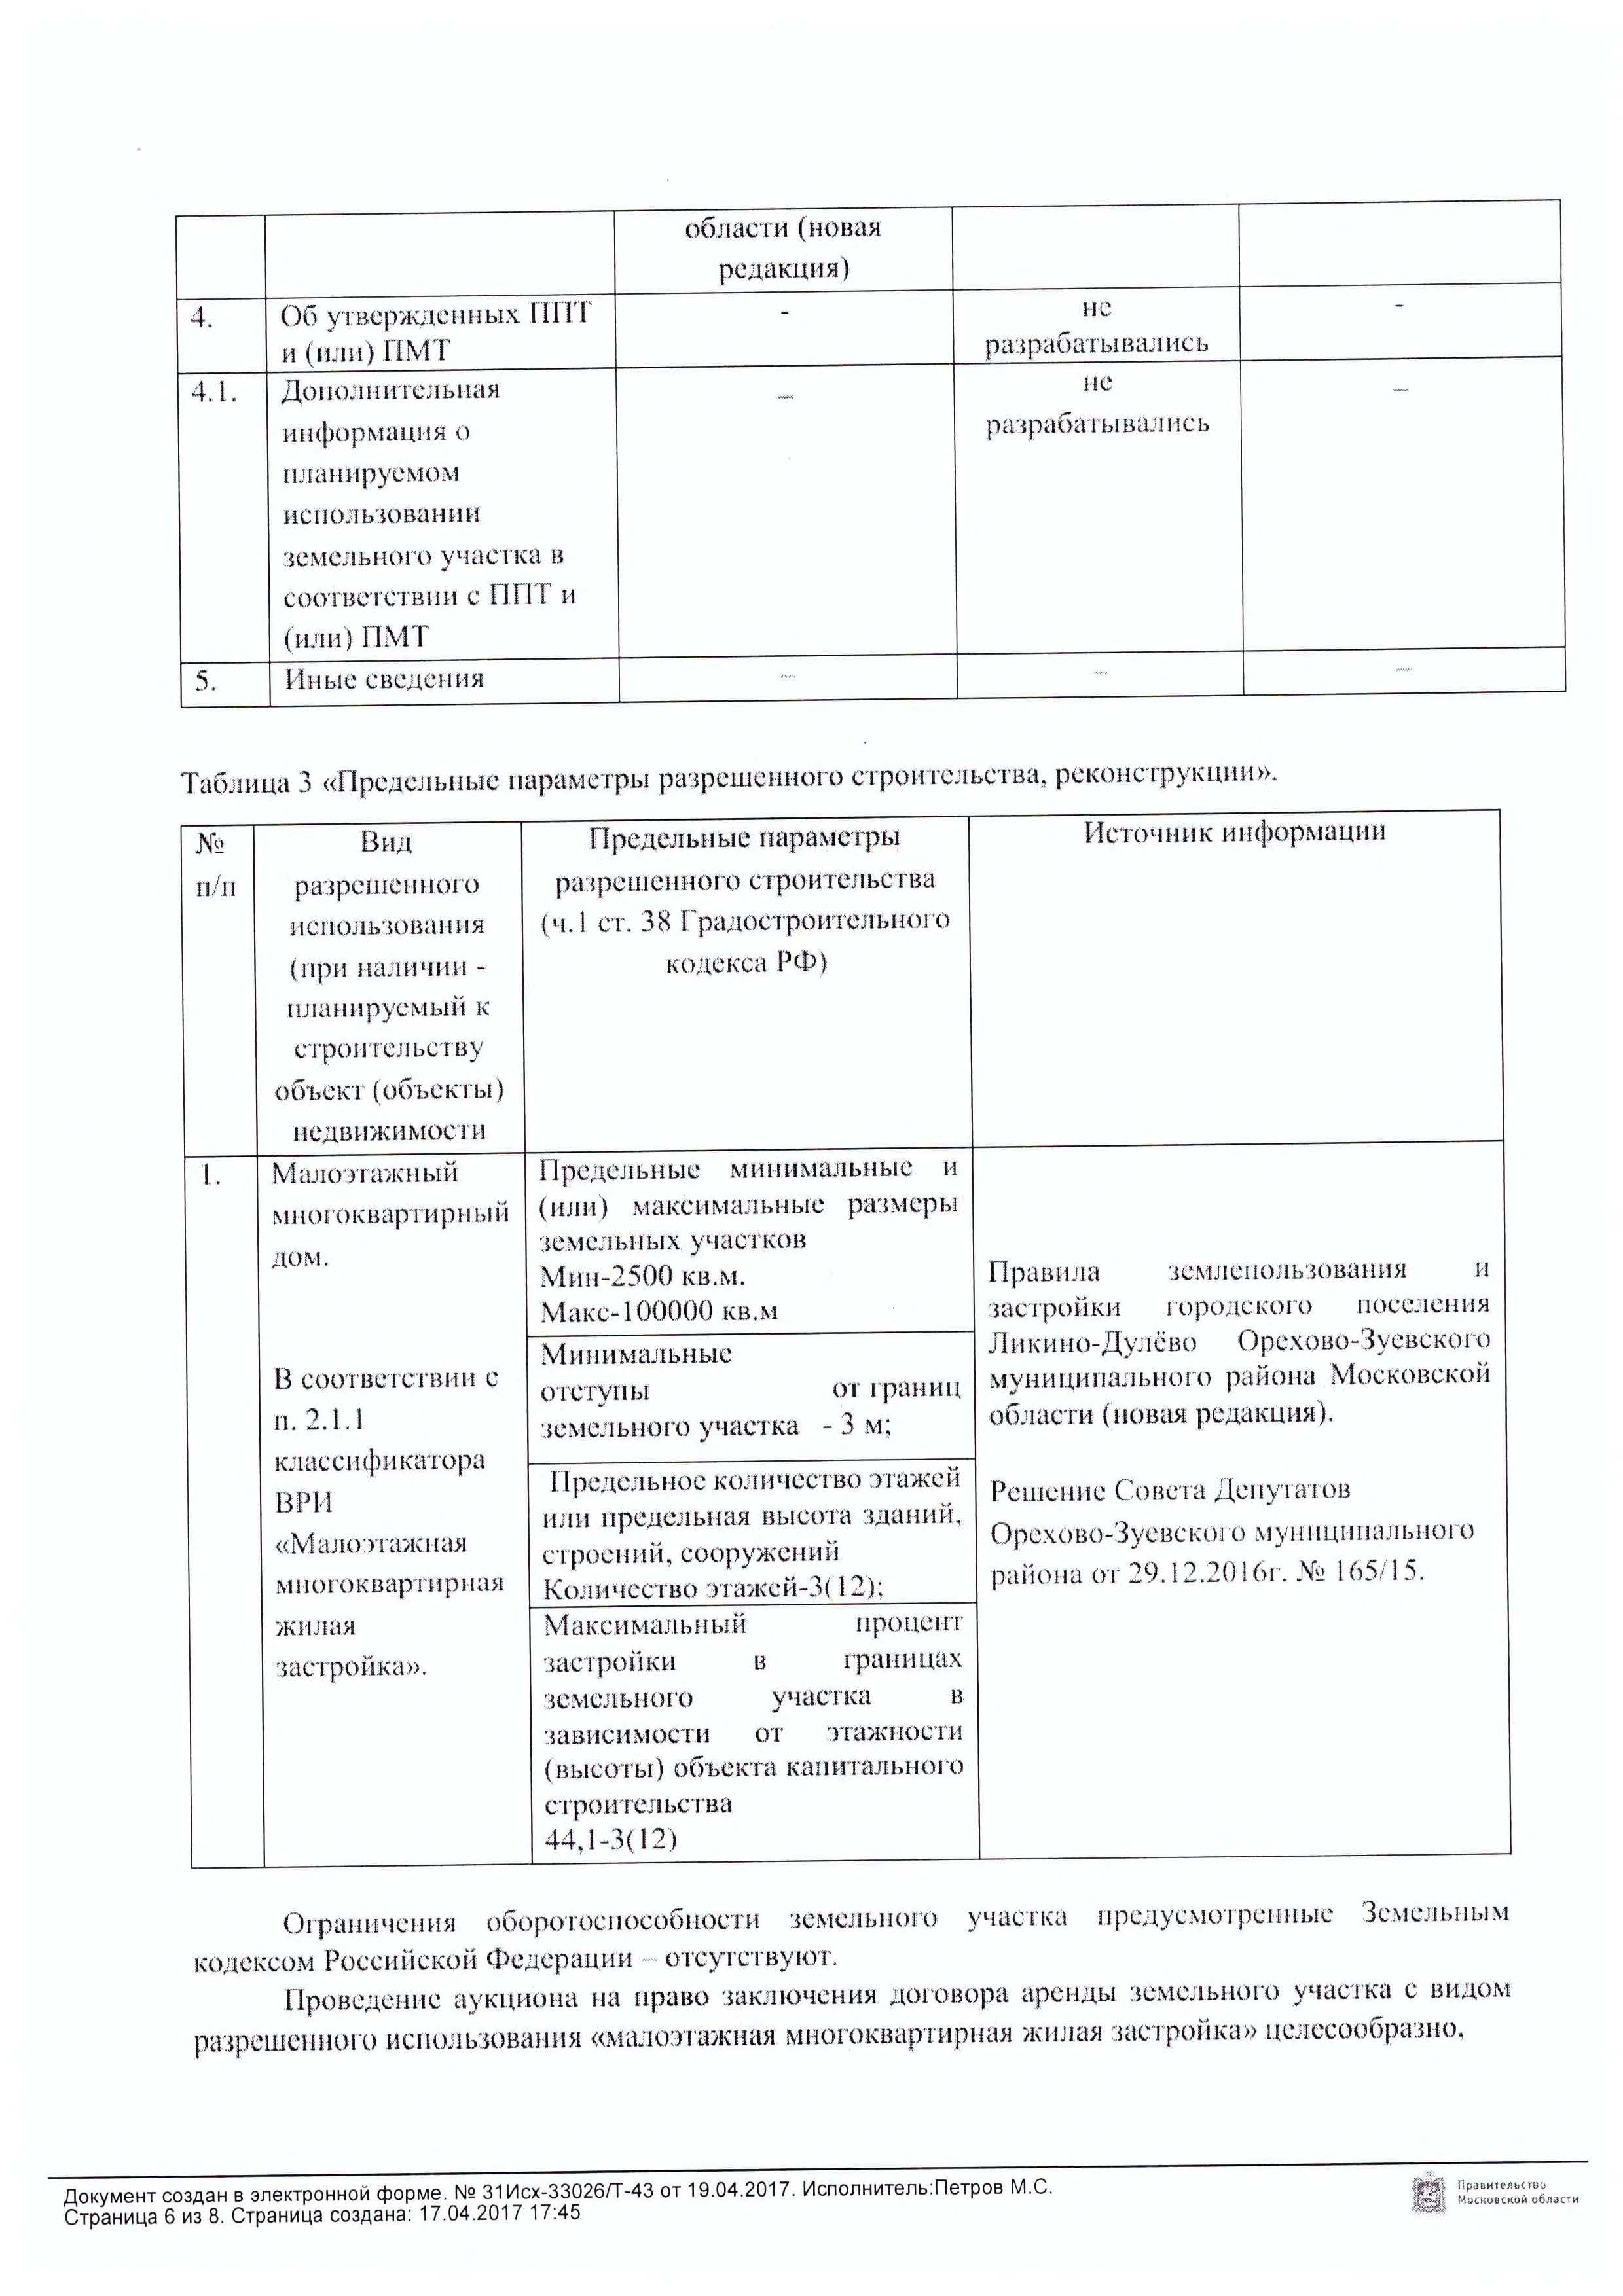 области (новая
редакция)
4.
Об утвержденных ППТ
и (или) ПМТ
-
не
разрабатывались
-
4.1.
Дополнительная
информация о
планируемом
использовании
земельного участка в
соответствии с ППТ и
(или) ПМТ
–
не
разрабатывались
–
5.
Иные сведения
–
–
–
Таблица 3 «Предельные параметры разрешенного строительства, реконструкции».
№
п/п
Вид
разрешенного
использования
(при наличии -
планируемый к
строительству
объект (объекты)
недвижимости
Предельные параметры
разрешенного строительства
(ч.1 ст. 38 Градостроительного
кодекса РФ)
Источник информации
1.
Малоэтажный
многоквартирный
дом.
В соответствии с
п. 2.1.1
классификатора
ВРИ
«Малоэтажная
многоквартирная
жилая
застройка».
Предельные минимальные и
(или) максимальные размеры
земельных участков
Мин-2500 кв.м.
Макс-100000 кв.м
Минимальные
отступы от границ
земельного участка - 3 м;
Предельное количество этажей
или предельная высота зданий,
строений, сооружений
Количество этажей-3(12);
Максимальный процент
застройки в границах
земельного участка в
зависимости от этажности
(высоты) объекта капитального
строительства
44,1-3(12)
Правила землепользования и
застройки городского поселения
Ликино-Дулёво Орехово-Зуевского
муниципального района Московской
области (новая редакция).
Решение Совета Депутатов
Орехово-Зуевского муниципального
района от 29.12.2016г. № 165/15.
Ограничения оборотоспособности земельного участка предусмотренные Земельным
кодексом Российской Федерации – отсутствуют.
Проведение аукциона на право заключения договора аренды земельного участка с видом
разрешенного использования «малоэтажная многоквартирная жилая застройка» целесообразно,
Документ создан в электронной форме. № 31Исх-33026/Т-43 от 19.04.2017. Исполнитель:Петров М.С.
Страница 6 из 8. Страница создана: 17.04.2017 17:45
Правительство
Московской области